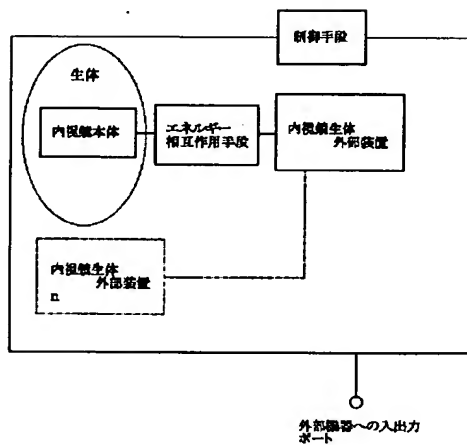 制御手段
生体
内視鏡本体
エネルギー
相互作用手段
内視鏡生体
外部装置
内視鏡生体
外部装置
n
外部機器への入出力
ポート